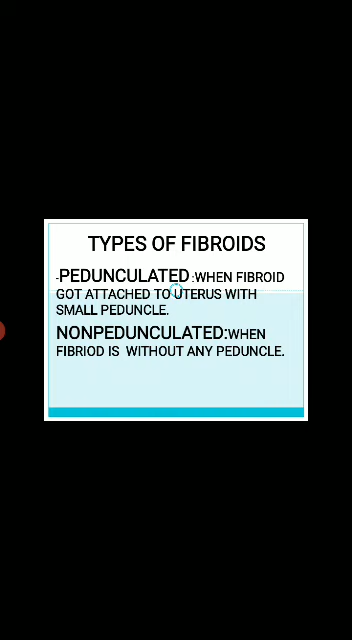 TYPES OF FIBROIDS
-PEDUNCULATED :WHEN FIBROID
GOT ATTACHED TO UTERUS WITH
SMALL PEDUNCLE.
NONPEDUNCULATED:WHEN
FIBRIOD IS WITHOUT ANY PEDUNCLE.